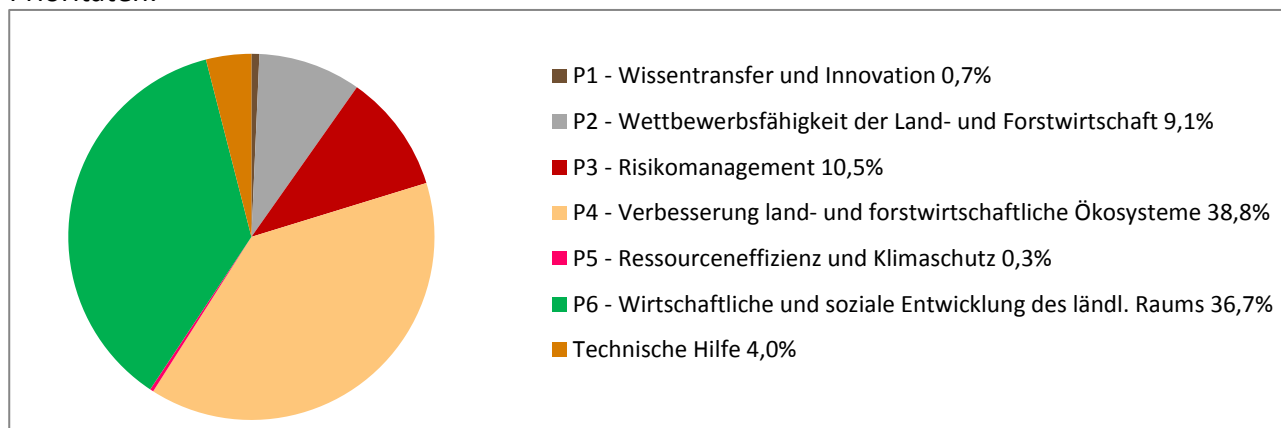 P1 - Wissentransfer und Innovation 0,7%
P2 - Wettbewerbsfähigkeit der Land- und Forstwirtschaft 9,1%
P3 - Risikomanagement 10,5%
P4 - Verbesserung land- und forstwirtschaftliche Ökosysteme 38,8%
P5 - Ressourceneffizienz und Klimaschutz 0,3%
P6 - Wirtschaftliche und soziale Entwicklung des ländl. Raums 36,7%
Technische Hilfe 4,0%